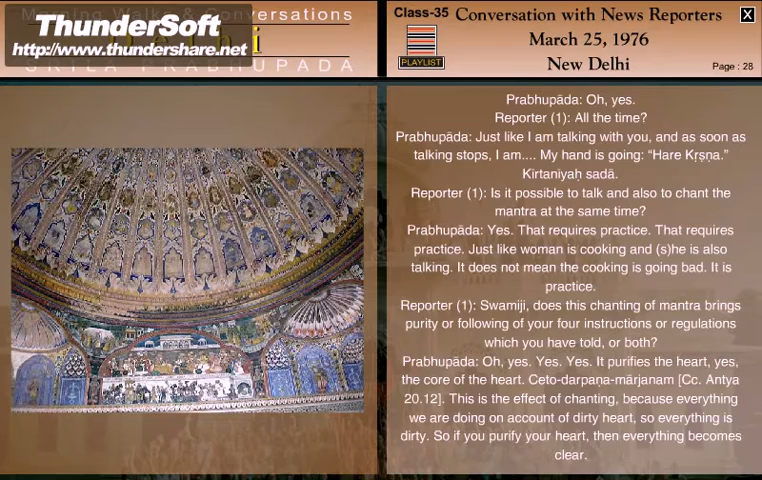 Morning Walks & Conversations
ThunderSoft
http://www.thundershare.net
SRILA PRABHUPADA
Class-35
PLAYLIST
Conversation with News Reporters
March 25, 1976
New Delhi
X
Page : 28
Prabhupāda: Oh, yes.
Reporter (1): All the time?
Prabhupāda: Just like I am talking with you, and as soon as
talking stops, I am.... My hand is going: “Hare Kṛṣṇa.”
Kīrtaniyaḥ sadā.
Reporter (1): Is it possible to talk and also to chant the
mantra at the same time?
Prabhupāda: Yes. That requires practice. That requires
practice. Just like woman is cooking and (s)he is also
talking. It does not mean the cooking is going bad. It is
practice.
Reporter (1): Swamiji, does this chanting of mantra brings
purity or following of your four instructions or regulations
which you have told, or both?
Prabhupāda: Oh, yes. Yes. Yes. It purifies the heart, yes,
the core of the heart. Ceto-darpaṇa-mārjanam [Cc. Antya
20.12]. This is the effect of chanting, because everything
we are doing on account of dirty heart, so everything is
dirty. So if you purify your heart, then everything becomes
clear.